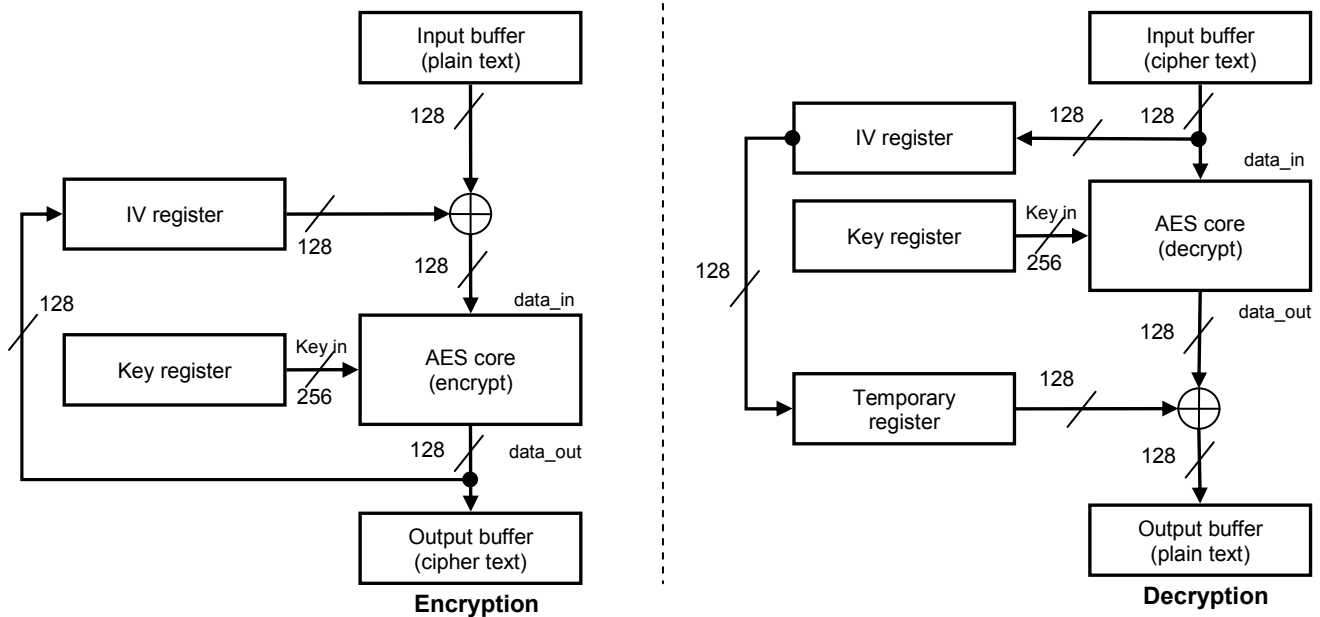 Input buffer
(plain text)
128
IV register
128
128
128
data_in
Key register
Key in
256
AES core
(encrypt)
128
data_out
Output buffer
(cipher text)
Encryption
Input buffer
(cipher text)
128
128
IV register
data_in
Key register
Key in
256
AES core
(decrypt)
128
data_out
128
Temporary
register
128
128
Output buffer
(plain text)
Decryption